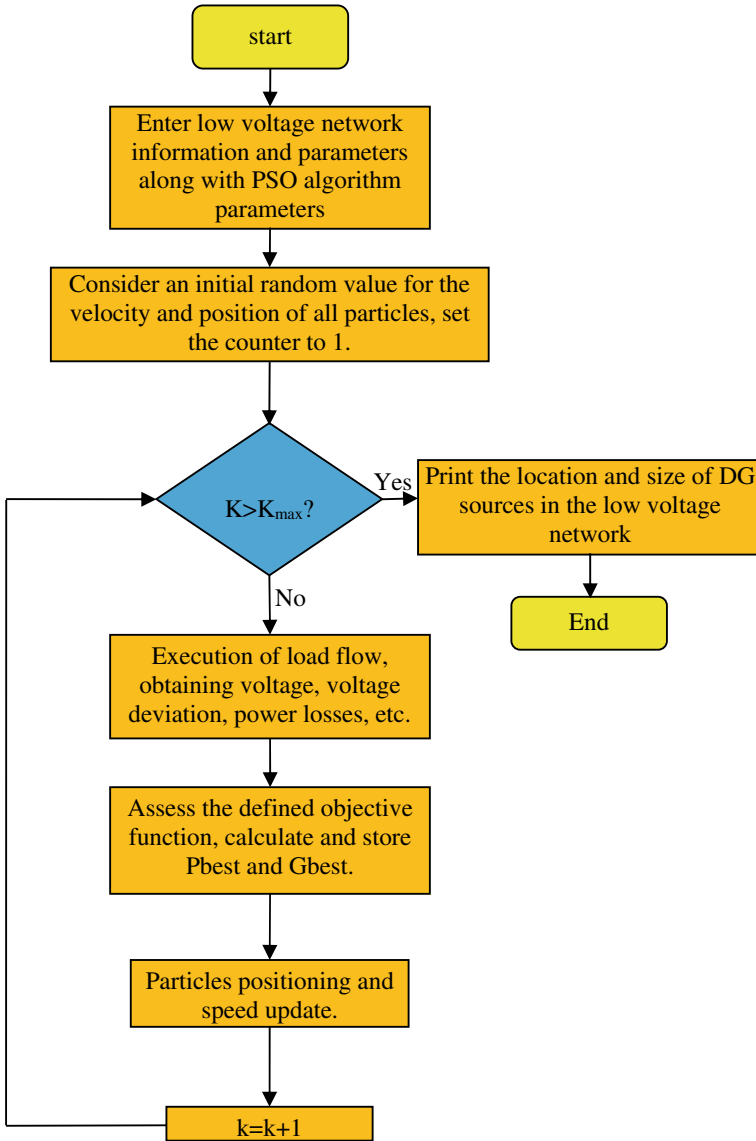 start
Enter low voltage network
information and parameters
along with PSO algorithm
parameters
Consider an initial random value for the
velocity and position of all particles, set
the counter to 1.
K>Kmax?
Yes
Print the location and size of DG
sources in the low voltage
network
End
No
Execution of load flow,
obtaining voltage, voltage
deviation, power losses, etc.
Assess the defined objective
function, calculate and store
Pbest and Gbest.
Particles positioning and
speed update.
k=k+1